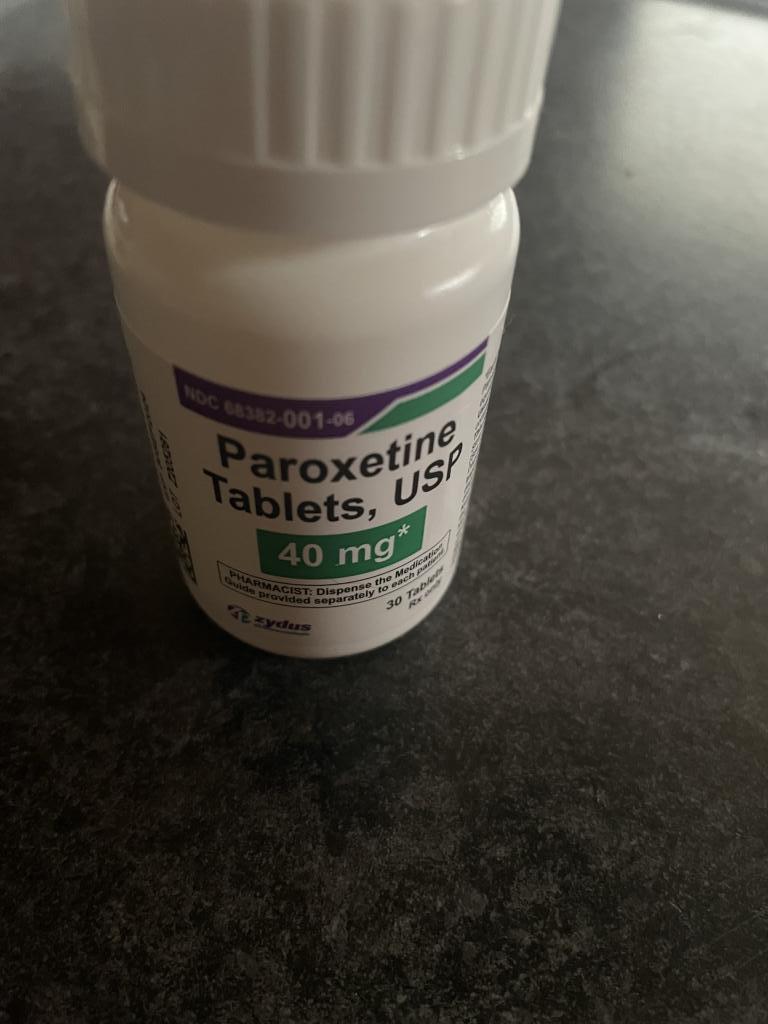 NDC 68382-001-06
Paroxetine
Tablets, USP
40 mg*
PHARMACIST: Dispense the Medication
Guide provided separately to each patient
30 Tablets
Rx only
zydus